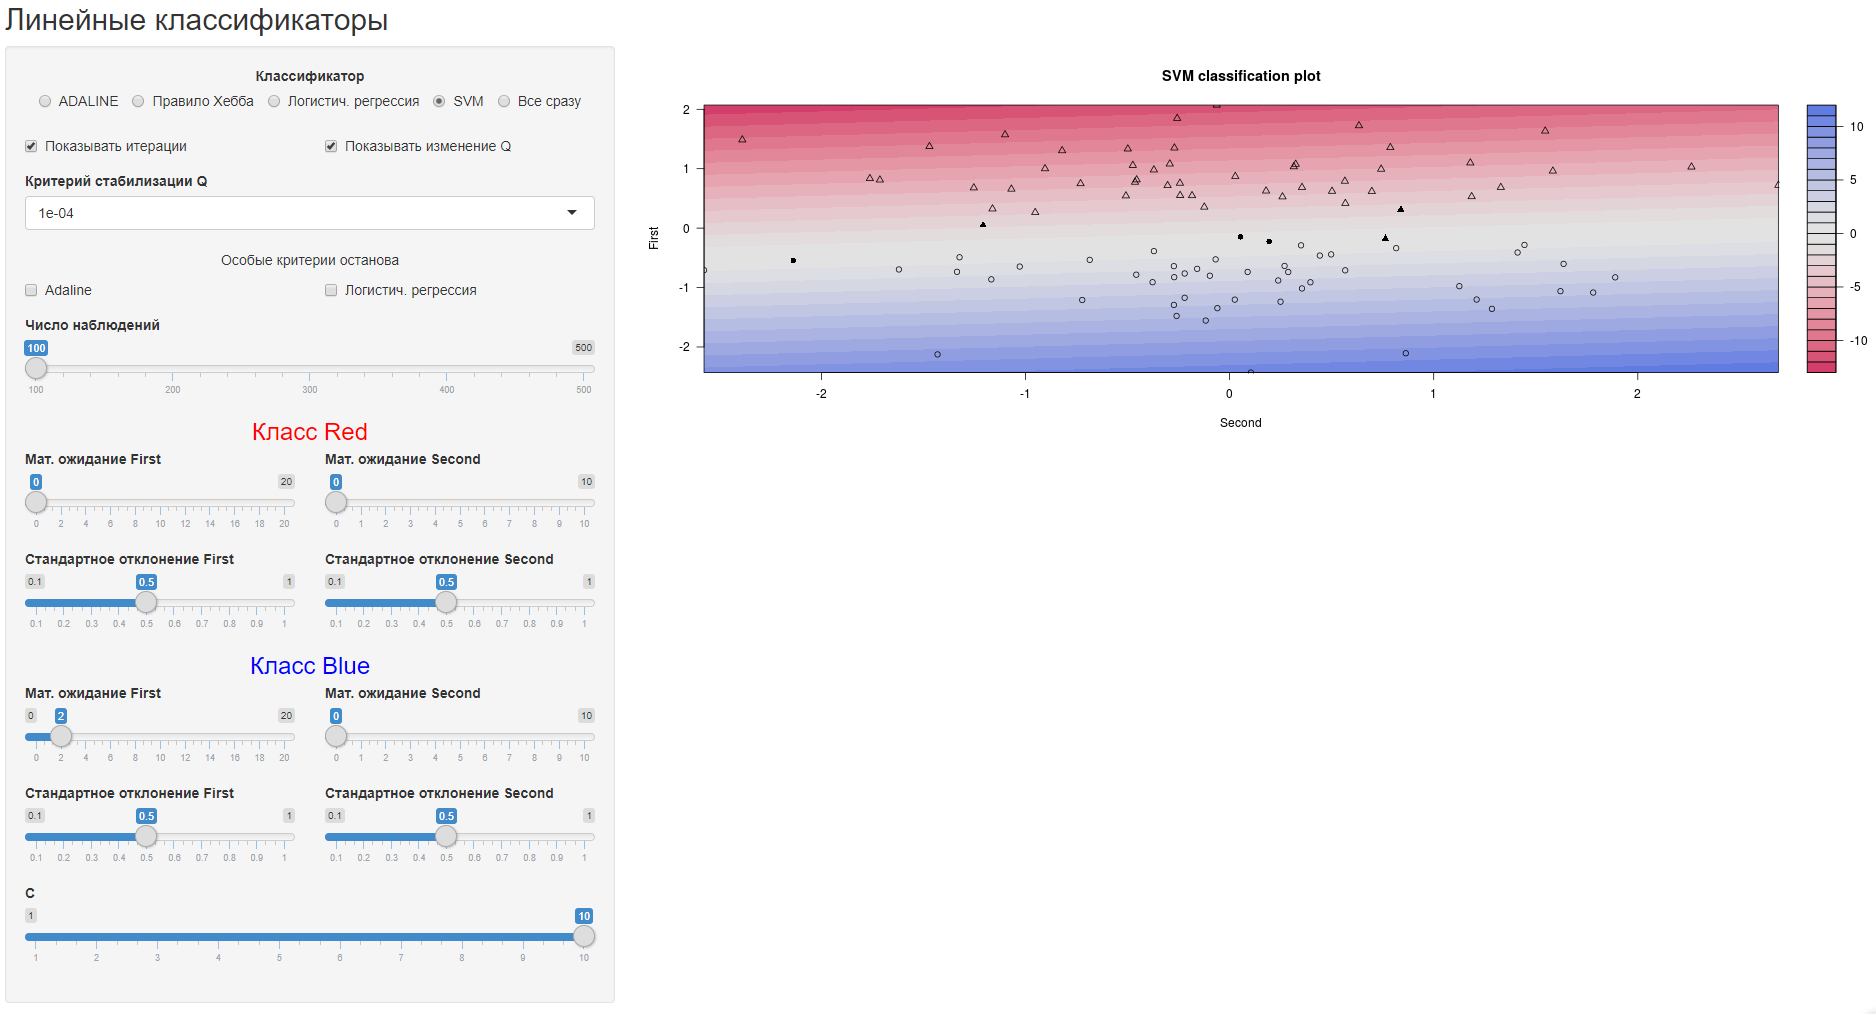 Линейные классификаторы
Классификатор
ADALINE Правило Хебба Логистич. регрессия SVM Все сразу
Показывать итерации Показывать изменение Q
Критерий стабилизации Q
1e-04
Особые критерии останова
Adaline Логистич. регрессия
Число наблюдений
100 500
100 200 300 400 500
Класс Red
Мат. ожидание First Мат. ожидание Second
0 20 0 10
0 2 4 6 8 10 12 14 16 18 20 0 1 2 3 4 5 6 7 8 9 10
Стандартное отклонение First Стандартное отклонение Second
0.1 0.5 1 0.1 0.5 1
0.1 0.2 0.3 0.4 0.5 0.6 0.7 0.8 0.9 1 0.1 0.2 0.3 0.4 0.5 0.6 0.7 0.8 0.9 1
Класс Blue
Мат. ожидание First Мат. ожидание Second
0 2 20 0 10
0 2 4 6 8 10 12 14 16 18 20 0 1 2 3 4 5 6 7 8 9 10
Стандартное отклонение First Стандартное отклонение Second
0.1 0.5 1 0.1 0.5 1
0.1 0.2 0.3 0.4 0.5 0.6 0.7 0.8 0.9 1 0.1 0.2 0.3 0.4 0.5 0.6 0.7 0.8 0.9 1
C
1 10
1 2 3 4 5 6 7 8 9 10
SVM classification plot
First
2
1
0
-1
-2
-2 -1 0 1 2
Second
10
5
0
-5
-10